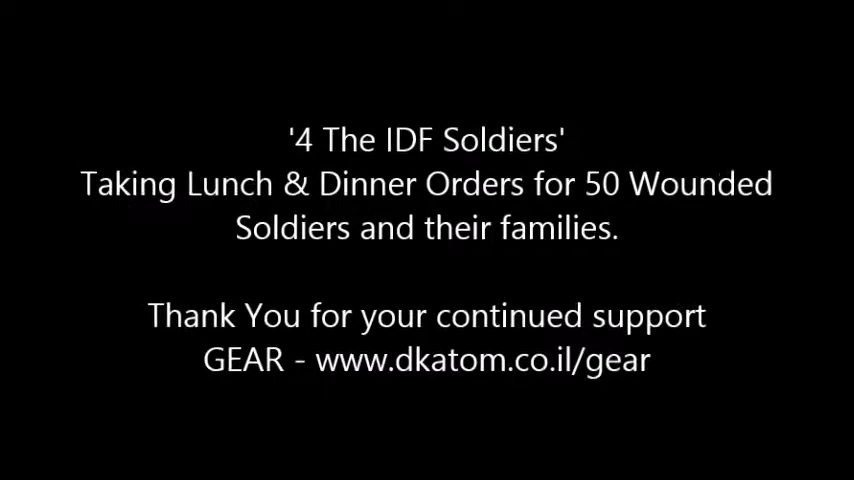 '4 The IDF Soldiers'
Taking Lunch & Dinner Orders for 50 Wounded
Soldiers and their families.
Thank You for your continued support
GEAR - www.dkatom.co.il/gear